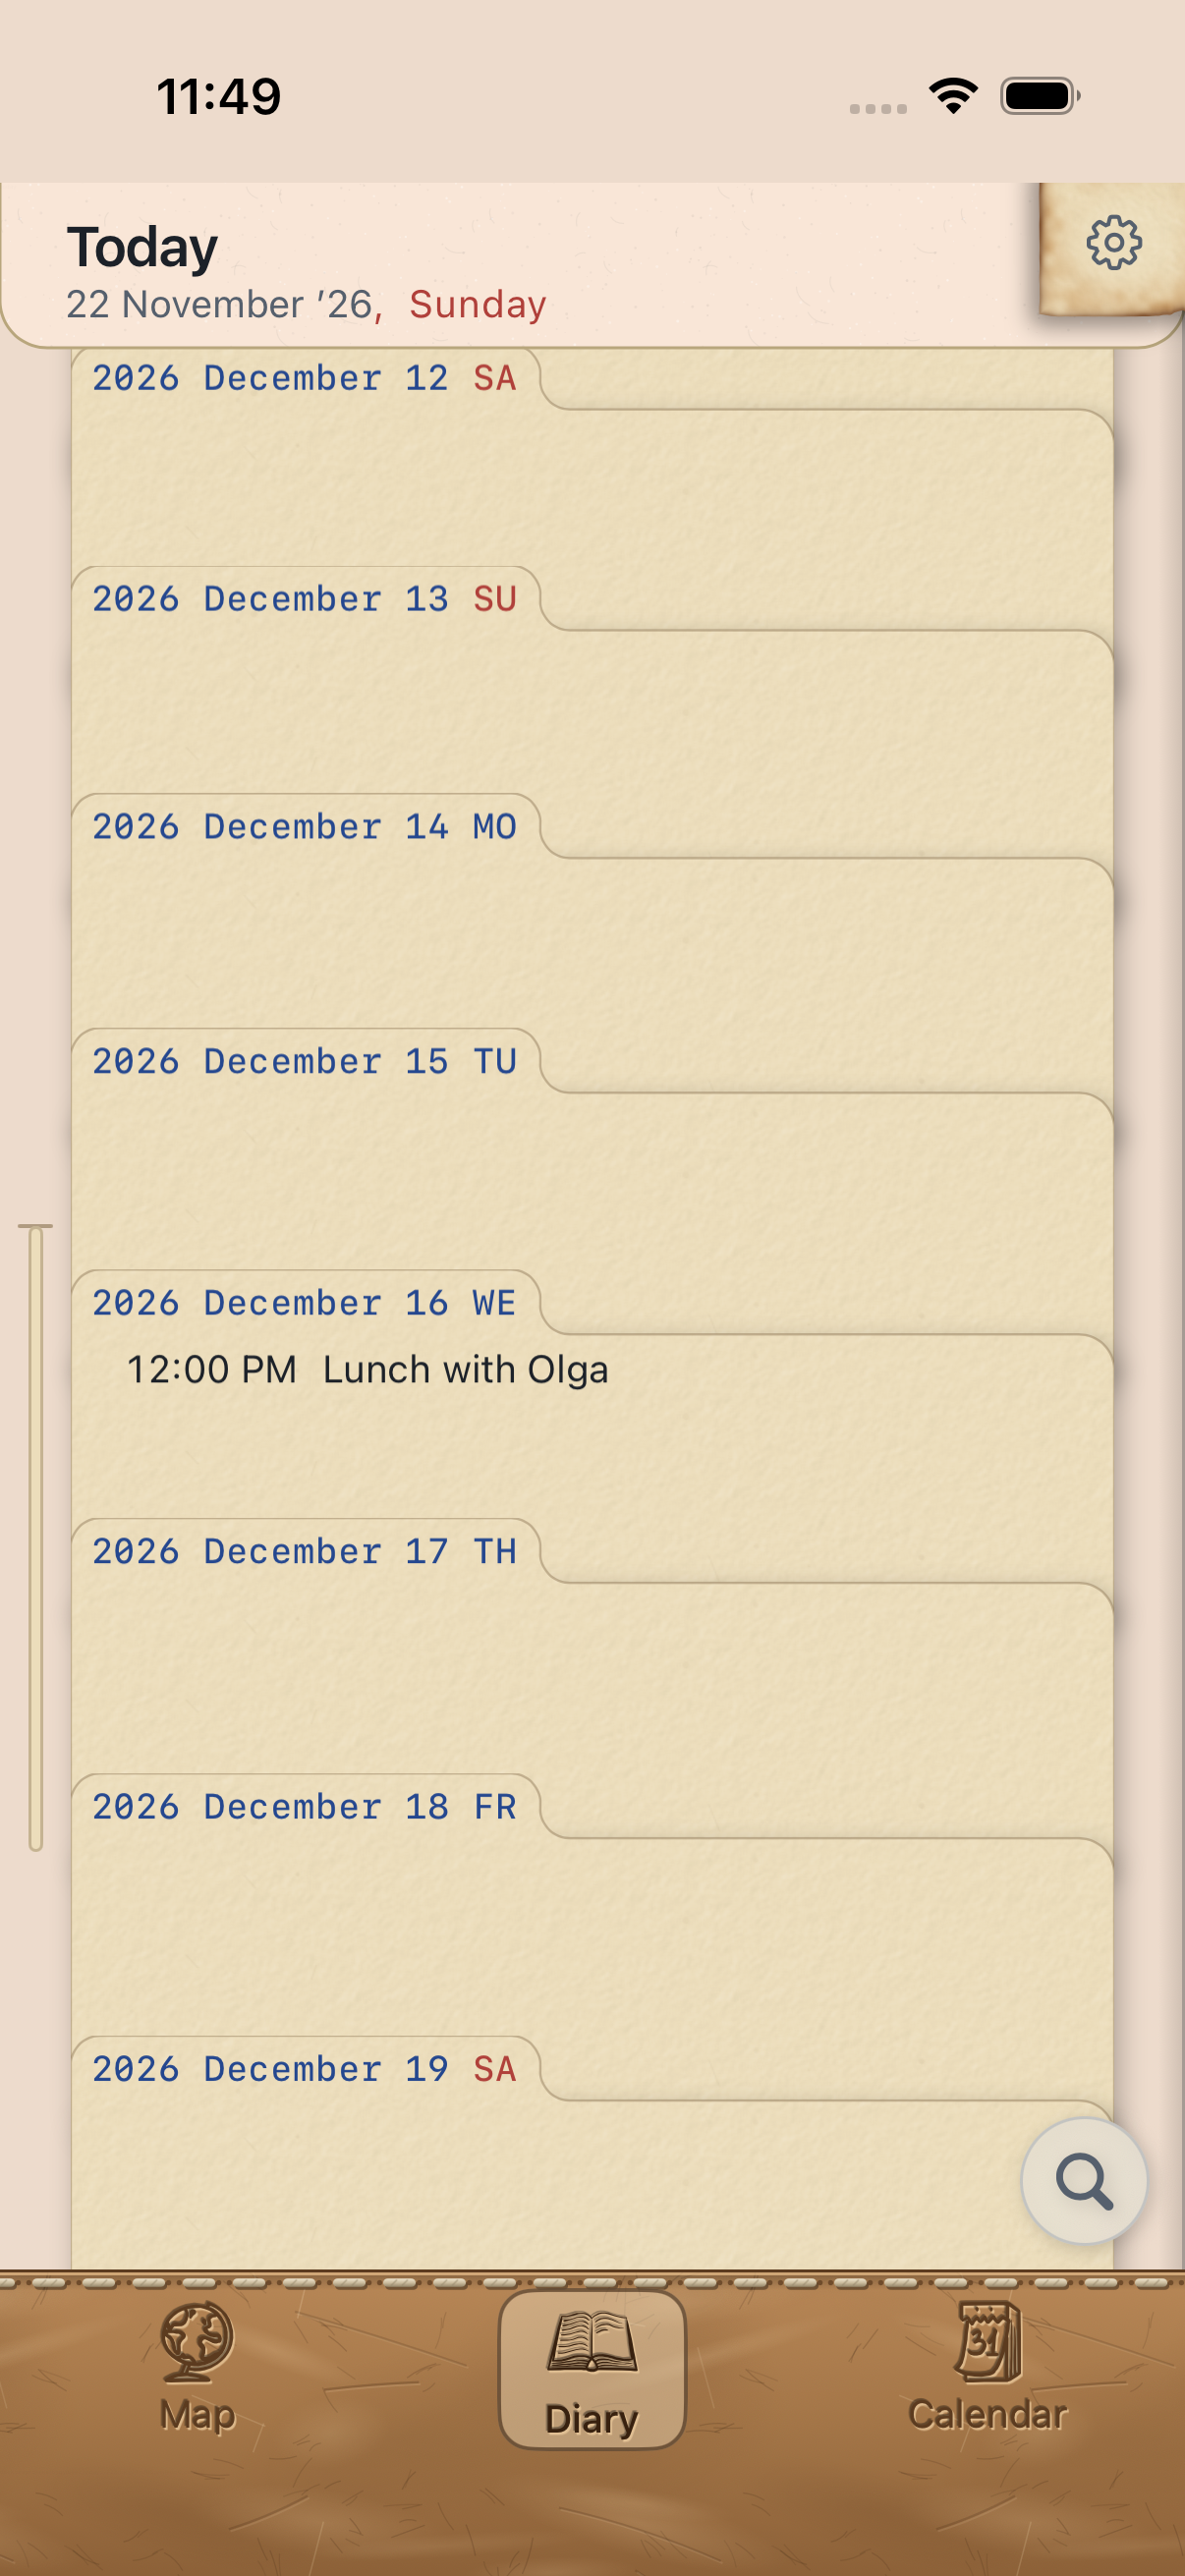 11:49
Today
22 November ’26, Sunday
2026 December 12 SA
2026 December 13 SU
2026 December 14 MO
2026 December 15 TU
2026 December 16 WE
12:00 PM Lunch with Olga
2026 December 17 TH
2026 December 18 FR
2026 December 19 SA
31
Map Diary Calendar